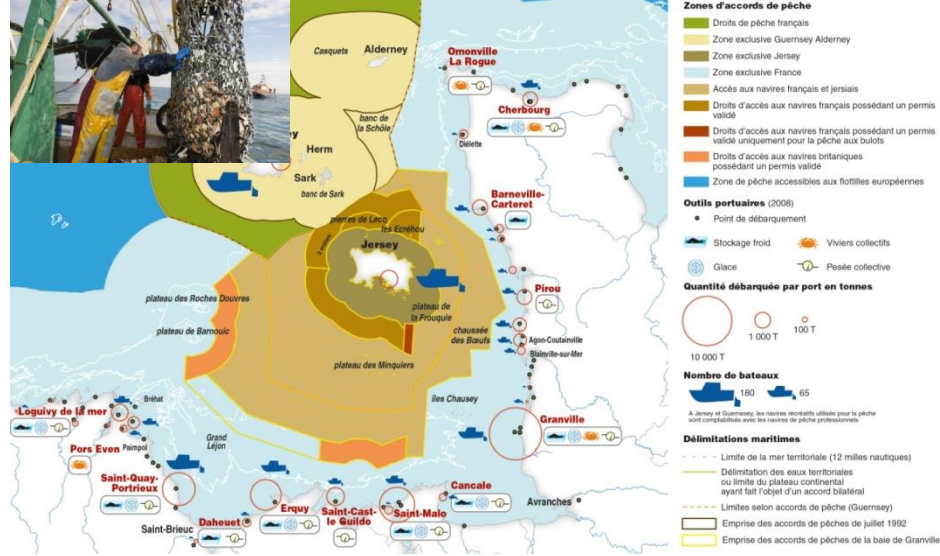 Casquets
Alderney
banc de
la Schôle
ey
Herm
Sark
banc de Sark
Omonville
La Rogue
Cherbourg
Diélette
Barneville-
Carteret
pierres de Lecq
les Ecréhou
3 milles
Jersey
Pirou
plateau des Roches Douvres
plateau de Barnouic
plateau de
la Frouquie
chaussée
des Bœufs
Agon-Coutainville
Blainville-sur-Mer
plateau des Minquiers
îles Chausey
Granville
Bréhat
Loguivy de la mer
Pors Even
Paimpol
Grand
Léjon
Saint-Quay-
Portrieux
Saint-Brieuc
Daheuet
Erquy
Saint-Cast-
le Guildo
Saint-Malo
Cancale
Avranches
Zones d'accords de pêche
Droits de pêche français
Zone exclusive Guernsey Alderney
Zone exclusive Jersey
Zone exclusive France
Accès aux navires français et jersiais
Droits d'accès aux navires français possédant un permis
validé
Droits d'accès aux navires français possédant un permis
validé uniquement pour la pêche aux bulots
Droits d'accès aux navires britaniques
possédant un permis validé
Zone de pêche accessibles aux flottilles européennes
Outils portuaires (2008)
Point de débarquement
Stockage froid
Viviers collectifs
Glace
Pesée collective
Quantité débarquée par port en tonnes
10 000 T
1 000 T
100 T
Nombre de bateaux
180
65
A Jersey et Guernesey, les navires récréatifs utilisés pour la pêche
sont comptabilisés avec les navires de pêche professionnels
Délimitations maritimes
Limite de la mer territoriale (12 milles nautiques)
Délimitation des eaux territoriales
ou limite du plateau continental
ayant fait l'objet d'un accord bilatéral
Limites selon accords de pêche (Guernsey)
Emprise des accords de pêches de juillet 1992
Emprise des accords de pêches de la baie de Granville